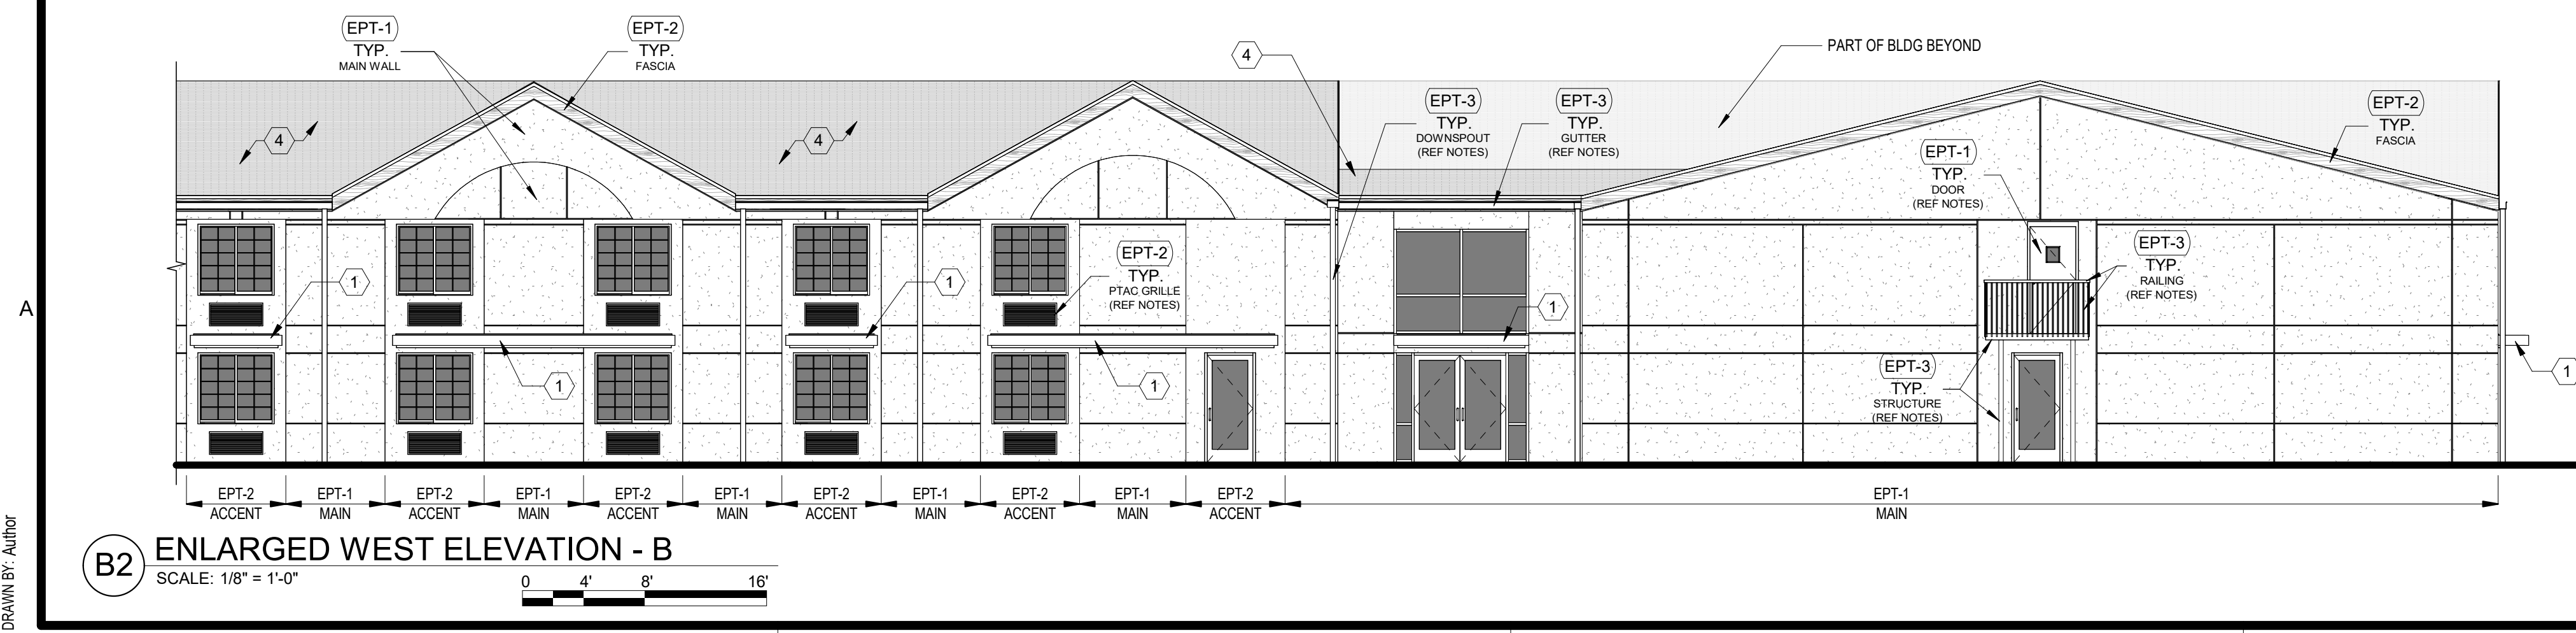 EPT-1
TYP.
MAIN WALL
EPT-2
TYP.
FASCIA
4
PART OF BLDG BEYOND
4
4
EPT-3
TYP.
DOWNSPOUT
(REF NOTES)
EPT-3
TYP.
GUTTER
(REF NOTES)
EPT-2
TYP.
FASCIA
EPT-1
TYP.
DOOR
(REF NOTES)
EPT-2
TYP.
PTAC GRILLE
(REF NOTES)
EPT-3
TYP.
RAILING
(REF NOTES)
1
1
1
A
1
1
EPT-3
TYP.
STRUCTURE
(REF NOTES)
1
EPT-2
ACCENT
EPT-1
MAIN
EPT-2
ACCENT
EPT-1
MAIN
EPT-2
ACCENT
EPT-1
MAIN
EPT-2
ACCENT
EPT-1
MAIN
EPT-2
ACCENT
EPT-1
MAIN
EPT-2
ACCENT
EPT-1
MAIN
B2
ENLARGED WEST ELEVATION - B
SCALE: 1/8" = 1'-0"
0 4' 8' 16'
DRAWN BY: Author